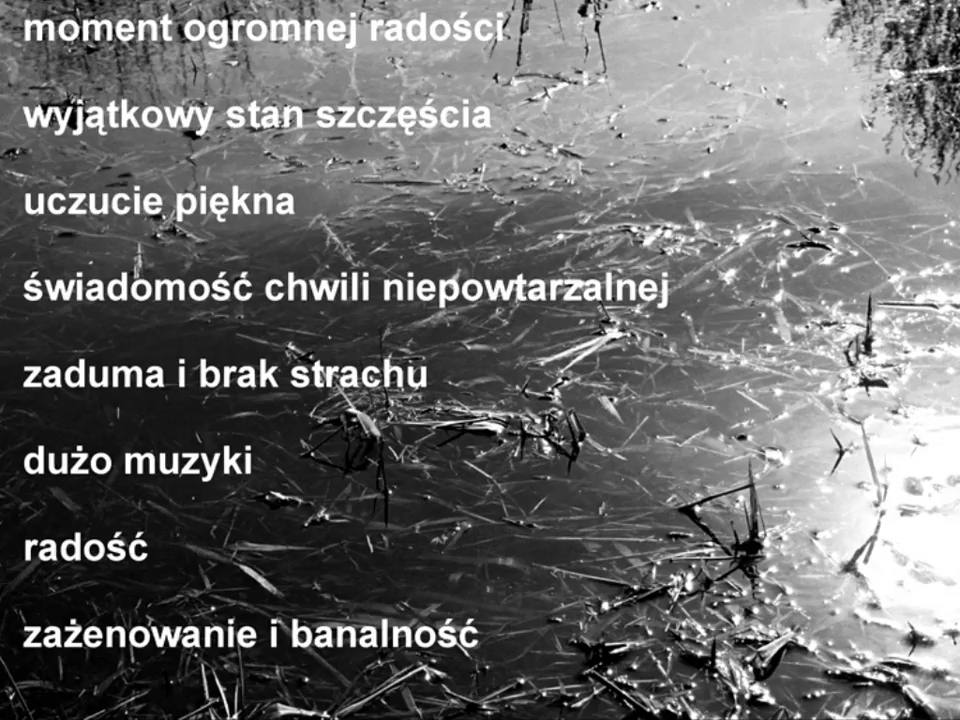 moment ogromnej radości
wyjątkowy stan szczęścia
uczucie piękna
świadomość chwili niepowtarzalnej
zaduma i brak strachu
dużo muzyki
radość
zażenowanie i banalność